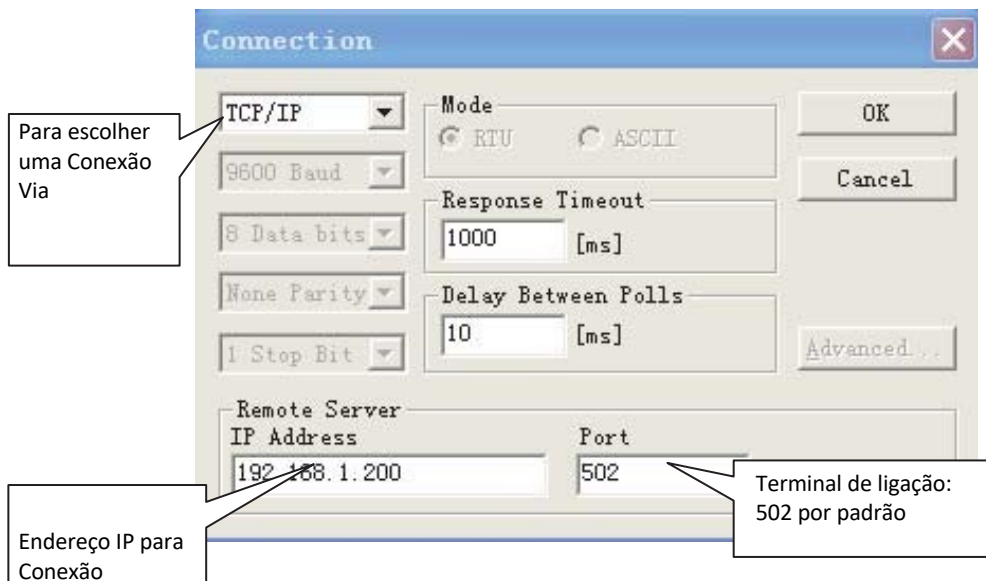 Connection
Para escolher
uma Conexão
Via
TCP/IP
9600 Baud
8 Data bits
None Parity
1 Stop Bit
Mode
RTU ASCII
Response Timeout
1000 [ms]
Delay Between Polls
10 [ms]
OK
Cancel
Advanced...
Remote Server
IP Address Port
192.168.1.200 502
Endereço IP para
Conexão
Terminal de ligação:
502 por padrão